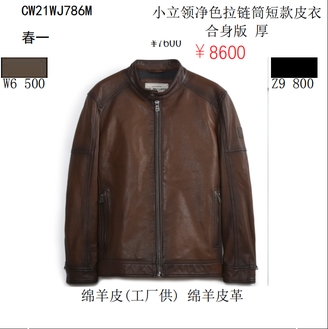 CW21WJ786M
小立领净色拉链筒短款皮衣
春一
合身版 厚
¥7600
¥8600
W6 500
Z9 800
绵羊皮(工厂供) 绵羊皮革